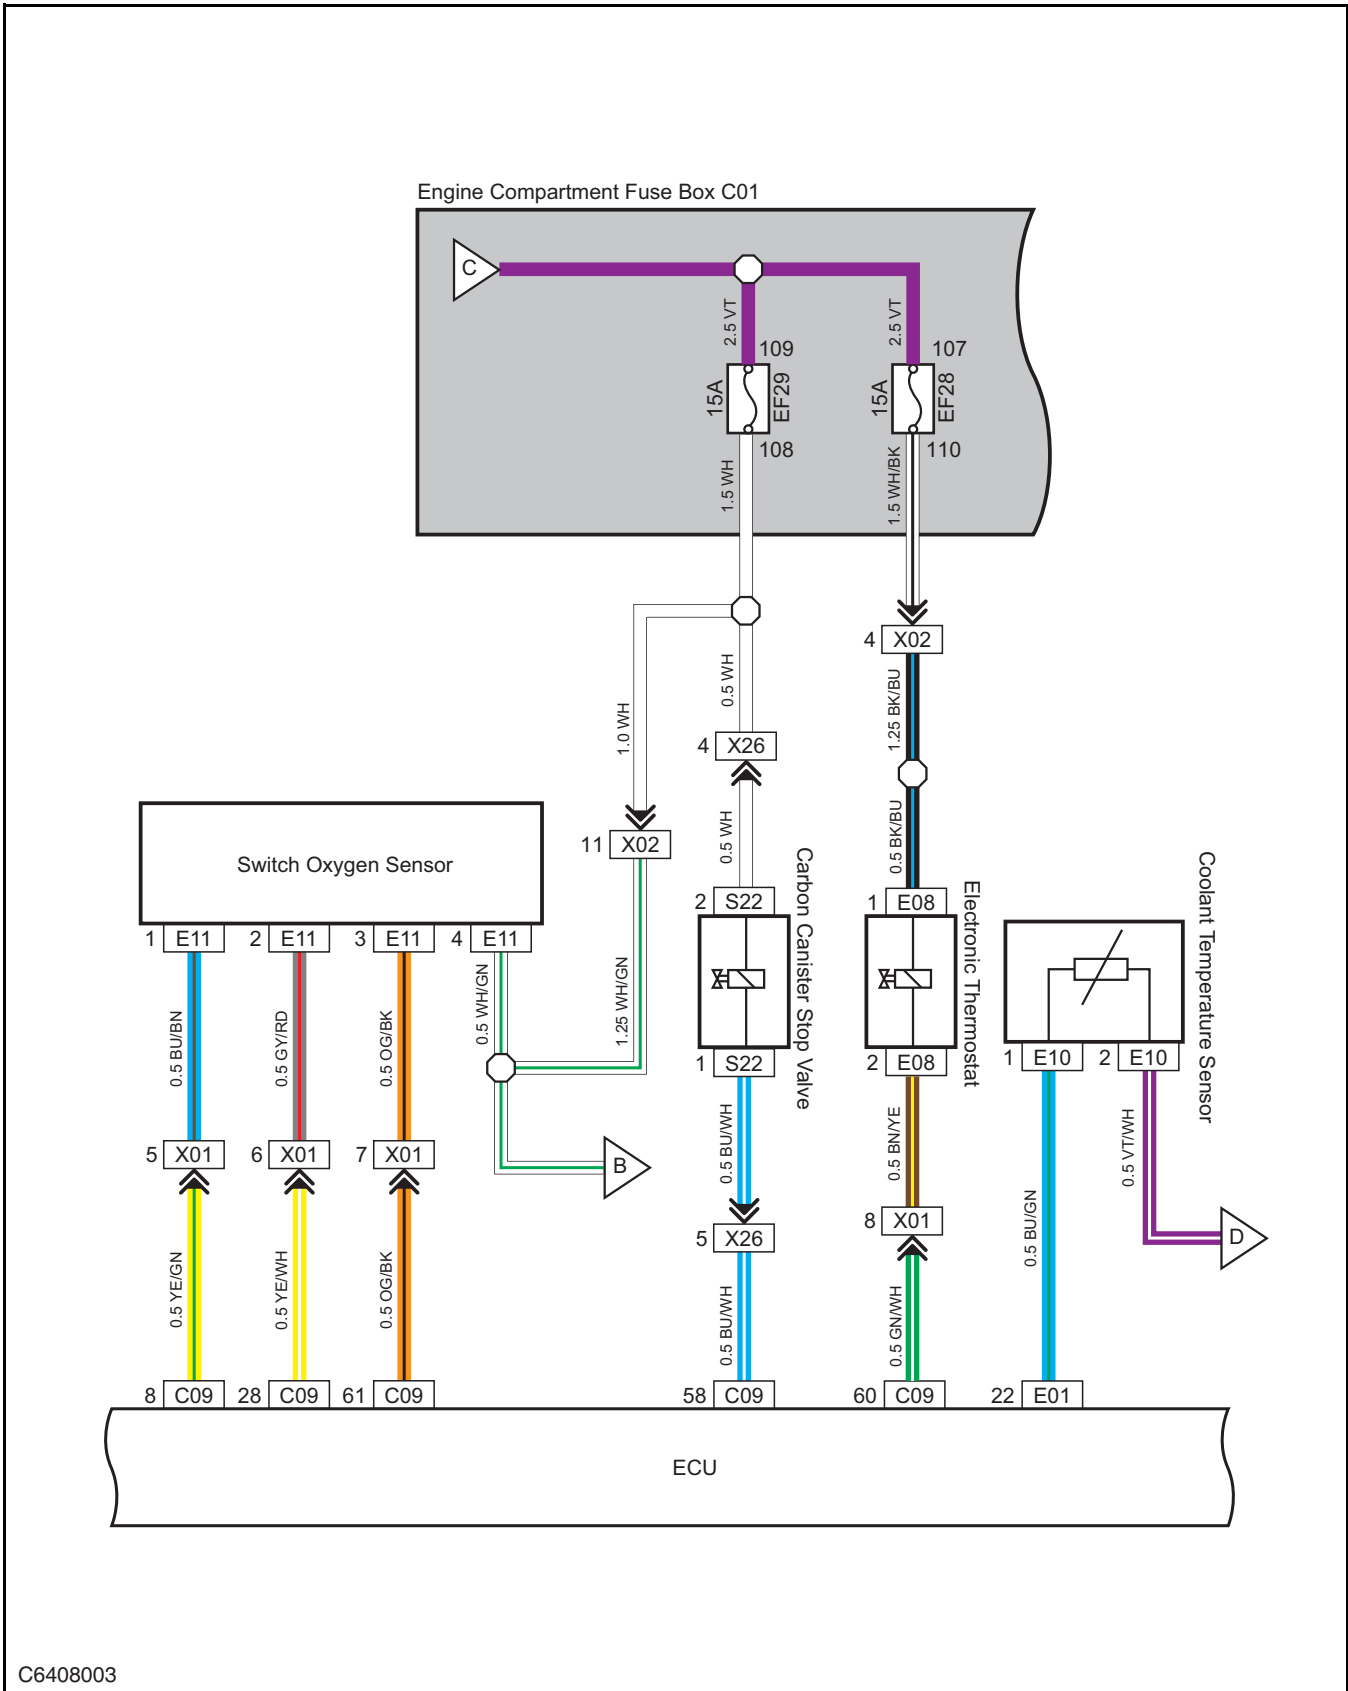 Engine Compartment Fuse Box C01
C
2.5 VT
2.5 VT
109
107
15A
EF29
15A
EF28
108
110
1.5 WH
1.5 WH/BK
4 X02
1.0 WH
0.5 WH
1.25 BK/BU
4 X26
11 X02
0.5 WH
0.5 BK/BU
Switch Oxygen Sensor
2 S22
1 E08
Carbon Canister Stop Valve
Electronic Thermostat
Coolant Temperature Sensor
1 E11
2 E11
3 E11
4 E11
0.5 BU/BN
0.5 GY/RD
0.5 OG/BK
0.5 WH/GN
1.25 WH/GN
1 S22
2 E08
1 E10
2 E10
5 X01
6 X01
7 X01
B
0.5 BU/WH
0.5 BN/YE
0.5 BU/GN
0.5 VT/WH
5 X26
8 X01
D
0.5 YE/GN
0.5 YE/WH
0.5 OG/BK
0.5 BU/WH
0.5 GN/WH
8 C09
28 C09
61 C09
58 C09
60 C09
22 E01
ECU
C6408003